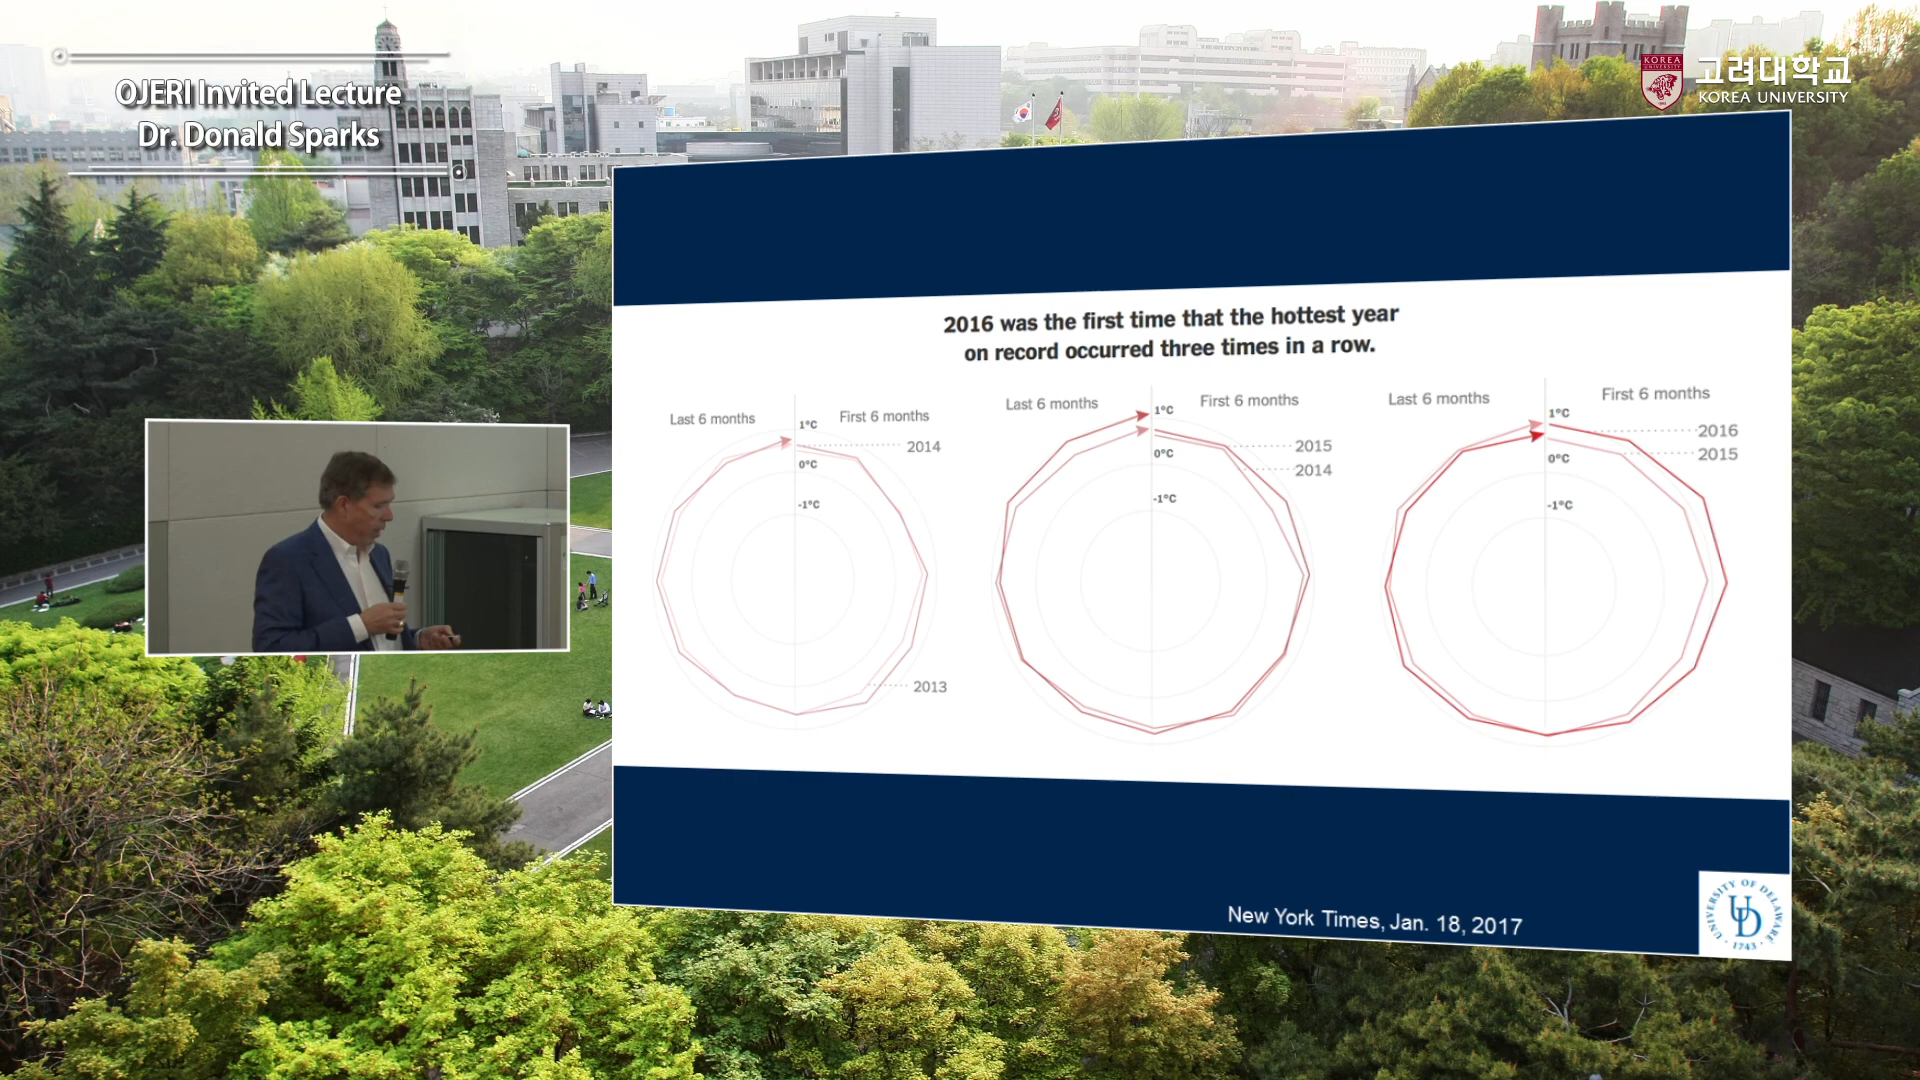 OJERI Invited Lecture
Dr. Donald Sparks
KOREA
UNIVERSITY
고려대학교
KOREA UNIVERSITY
2016 was the first time that the hottest year
on record occurred three times in a row.
Last 6 months
First 6 months
1°C
2014
0°C
-1°C
2013
Last 6 months
First 6 months
1°C
2015
0°C
2014
-1°C
Last 6 months
First 6 months
1°C
2016
2015
0°C
-1°C
New York Times, Jan. 18, 2017
UNIVERSITY OF DELAWARE
UD
1743